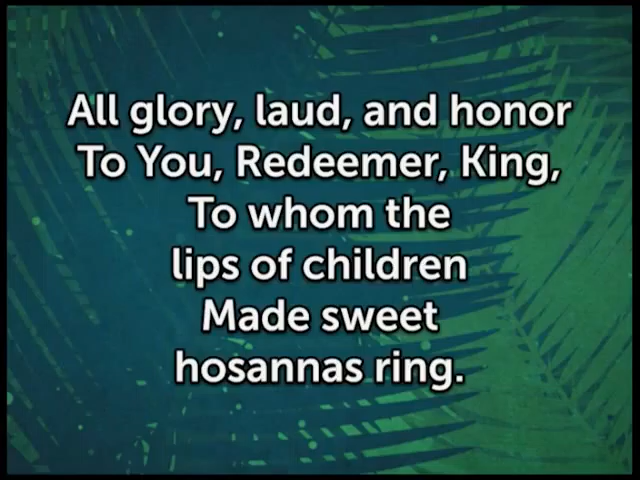 All glory, laud, and honor
To You, Redeemer, King,
To whom the
lips of children
Made sweet
hosannas ring.